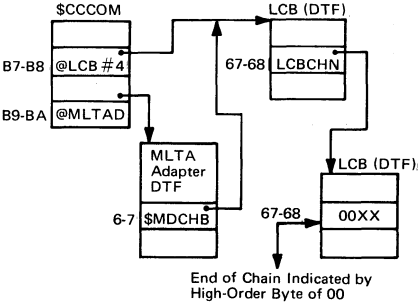 $CCCOM
B7-B8 @LCB #4
B9-BA @MLTAD
LCB (DTF)
67-68 LCBCHN
MLTA
Adapter
DTF
6-7 $MDCHB
LCB (DTF)
67-68 00XX
End of Chain Indicated by
High-Order Byte of 00